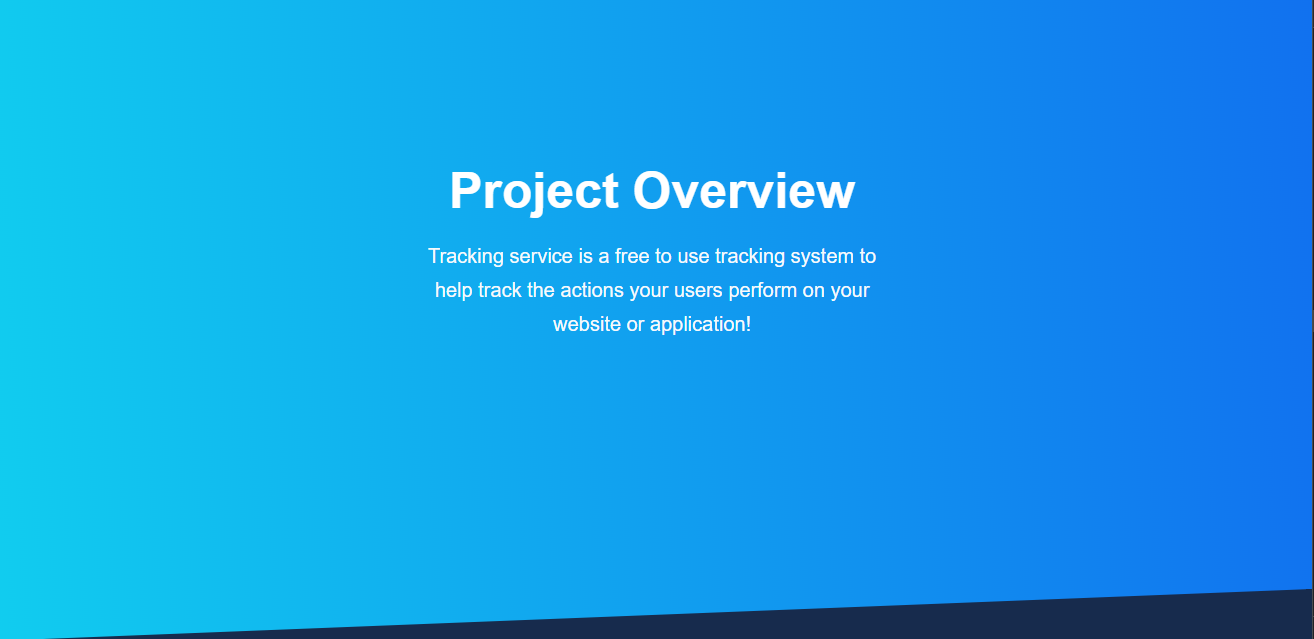 Project Overview
Tracking service is a free to use tracking system to
help track the actions your users perform on your
website or application!